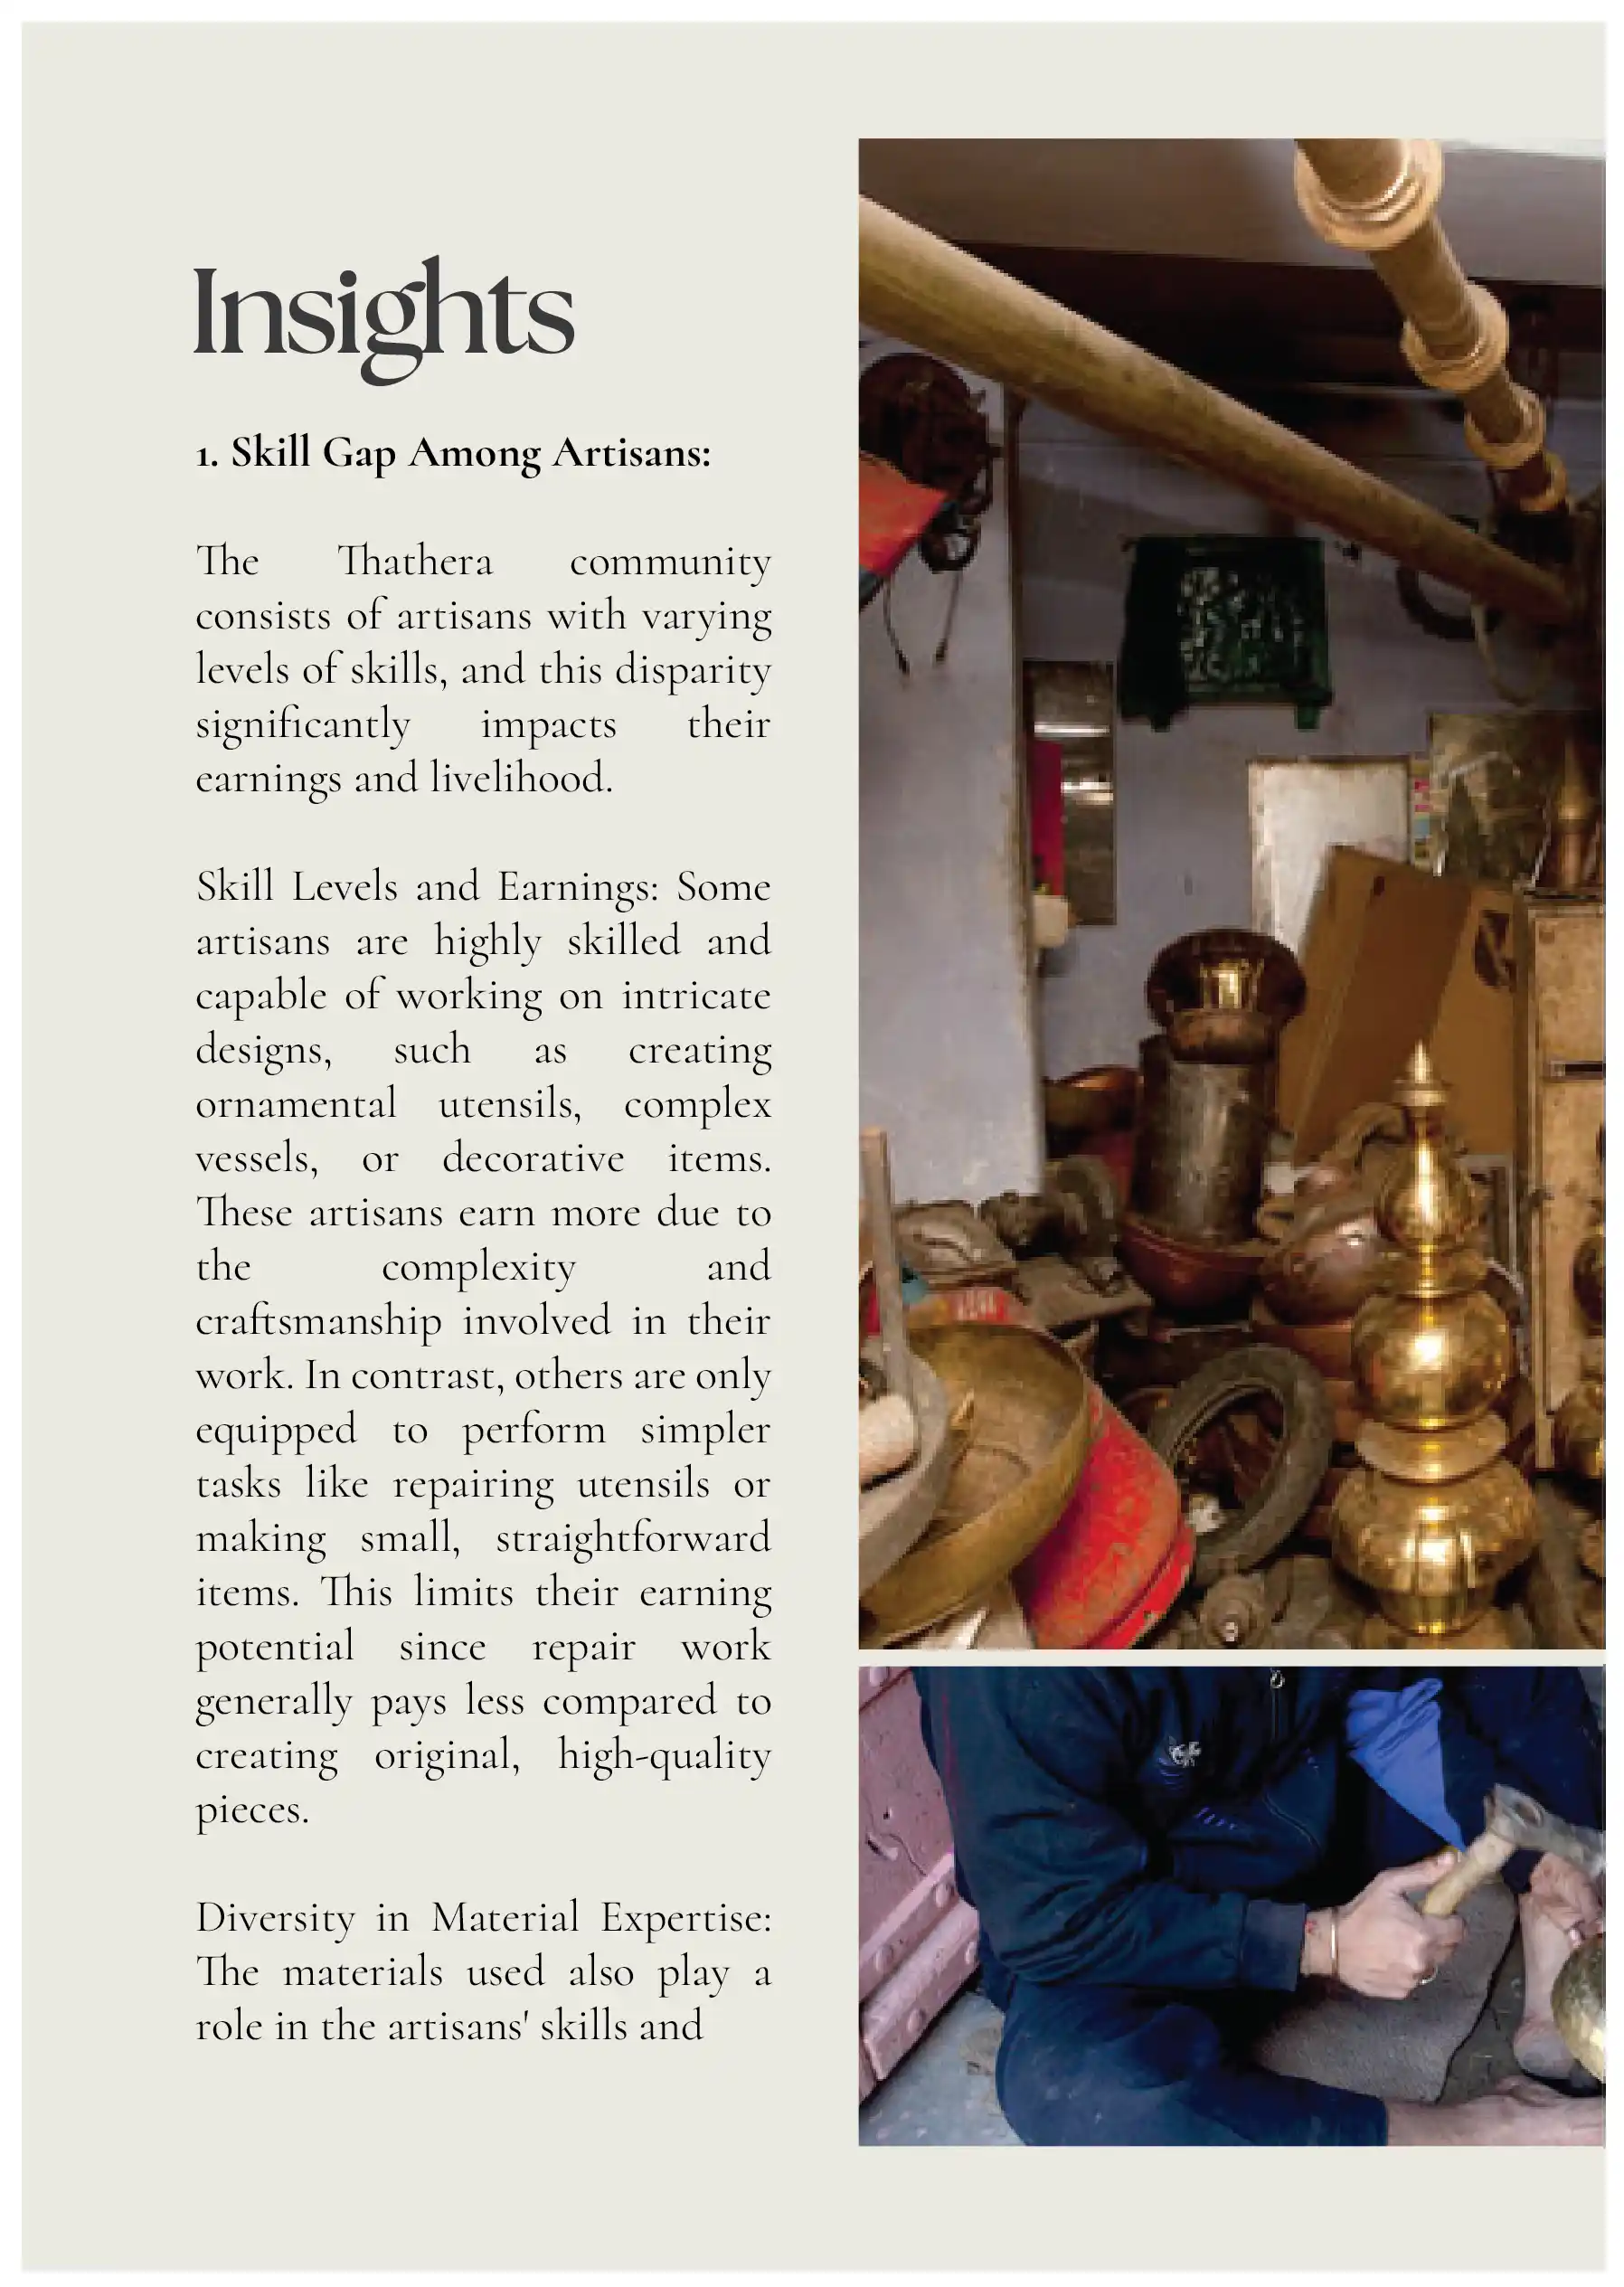 Insights
1. Skill Gap Among Artisans:
The Thathera community
consists of artisans with varying
levels of skills, and this disparity
significantly impacts their
earnings and livelihood.
Skill Levels and Earnings: Some
artisans are highly skilled and
capable of working on intricate
designs, such as creating
ornamental utensils, complex
vessels, or decorative items.
These artisans earn more due to
the complexity and
craftsmanship involved in their
work. In contrast, others are only
equipped to perform simpler
tasks like repairing utensils or
making small, straightforward
items. This limits their earning
potential since repair work
generally pays less compared to
creating original, high-quality
pieces.
Diversity in Material Expertise:
The materials used also play a
role in the artisans' skills and